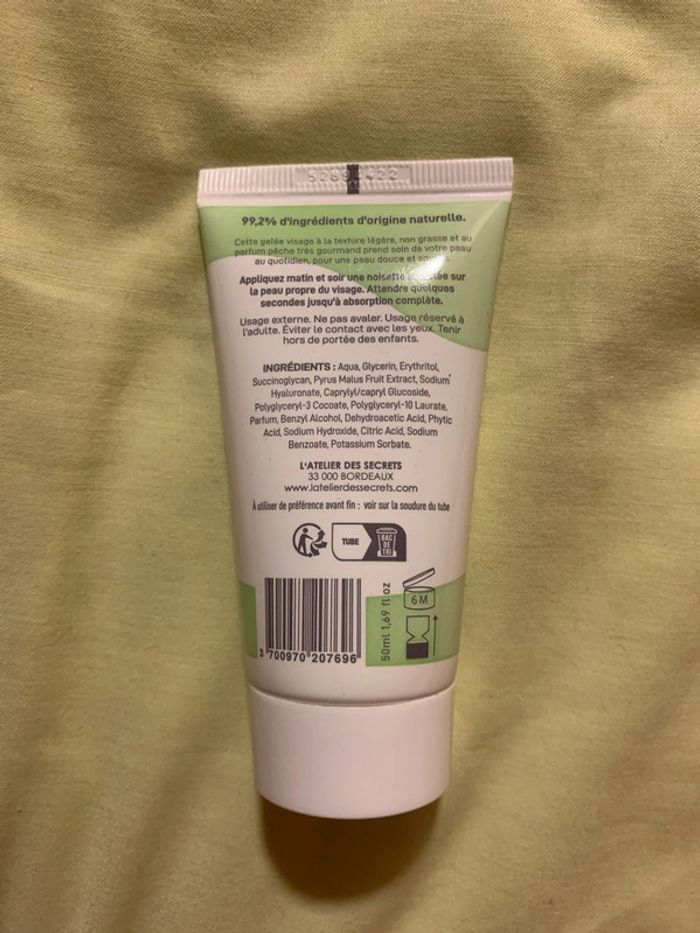 99,2% d'ingrédients d'origine naturelle.
Cette gelée visage à la texture légère, non grasse et au
parfum pêche très gourmand prend soin de votre peau
au quotidien, pour une peau douce et
Appliquez matin et soir une noisette sur
la peau propre du visage. Attendre quelques
secondes jusqu'à absorption complète.
Usage externe. Ne pas avaler. Usage réservé à
l'adulte. Éviter le contact avec les yeux. Tenir
hors de portée des enfants.
INGRÉDIENTS : Aqua, Glycerin, Erythritol,
Succinoglycan, Pyrus Malus Fruit Extract, Sodium
Hyaluronate, Caprylyl/capryl Glucoside,
Polyglyceryl-3 Cocoate, Polyglyceryl-10 Laurate,
Parfum, Benzyl Alcohol, Dehydroacetic Acid, Phytic
Acid, Sodium Hydroxide, Citric Acid, Sodium
Benzoate, Potassium Sorbate.
L'ATELIER DES SECRETS
33 000 BORDEAUX
www.latelierdessecrets.com
À utiliser de préférence avant fin : voir sur la soudure du tube
TUBE
BAC
DE
TRI
50ml 1,69 fl oz
6 M
3 700970 207696